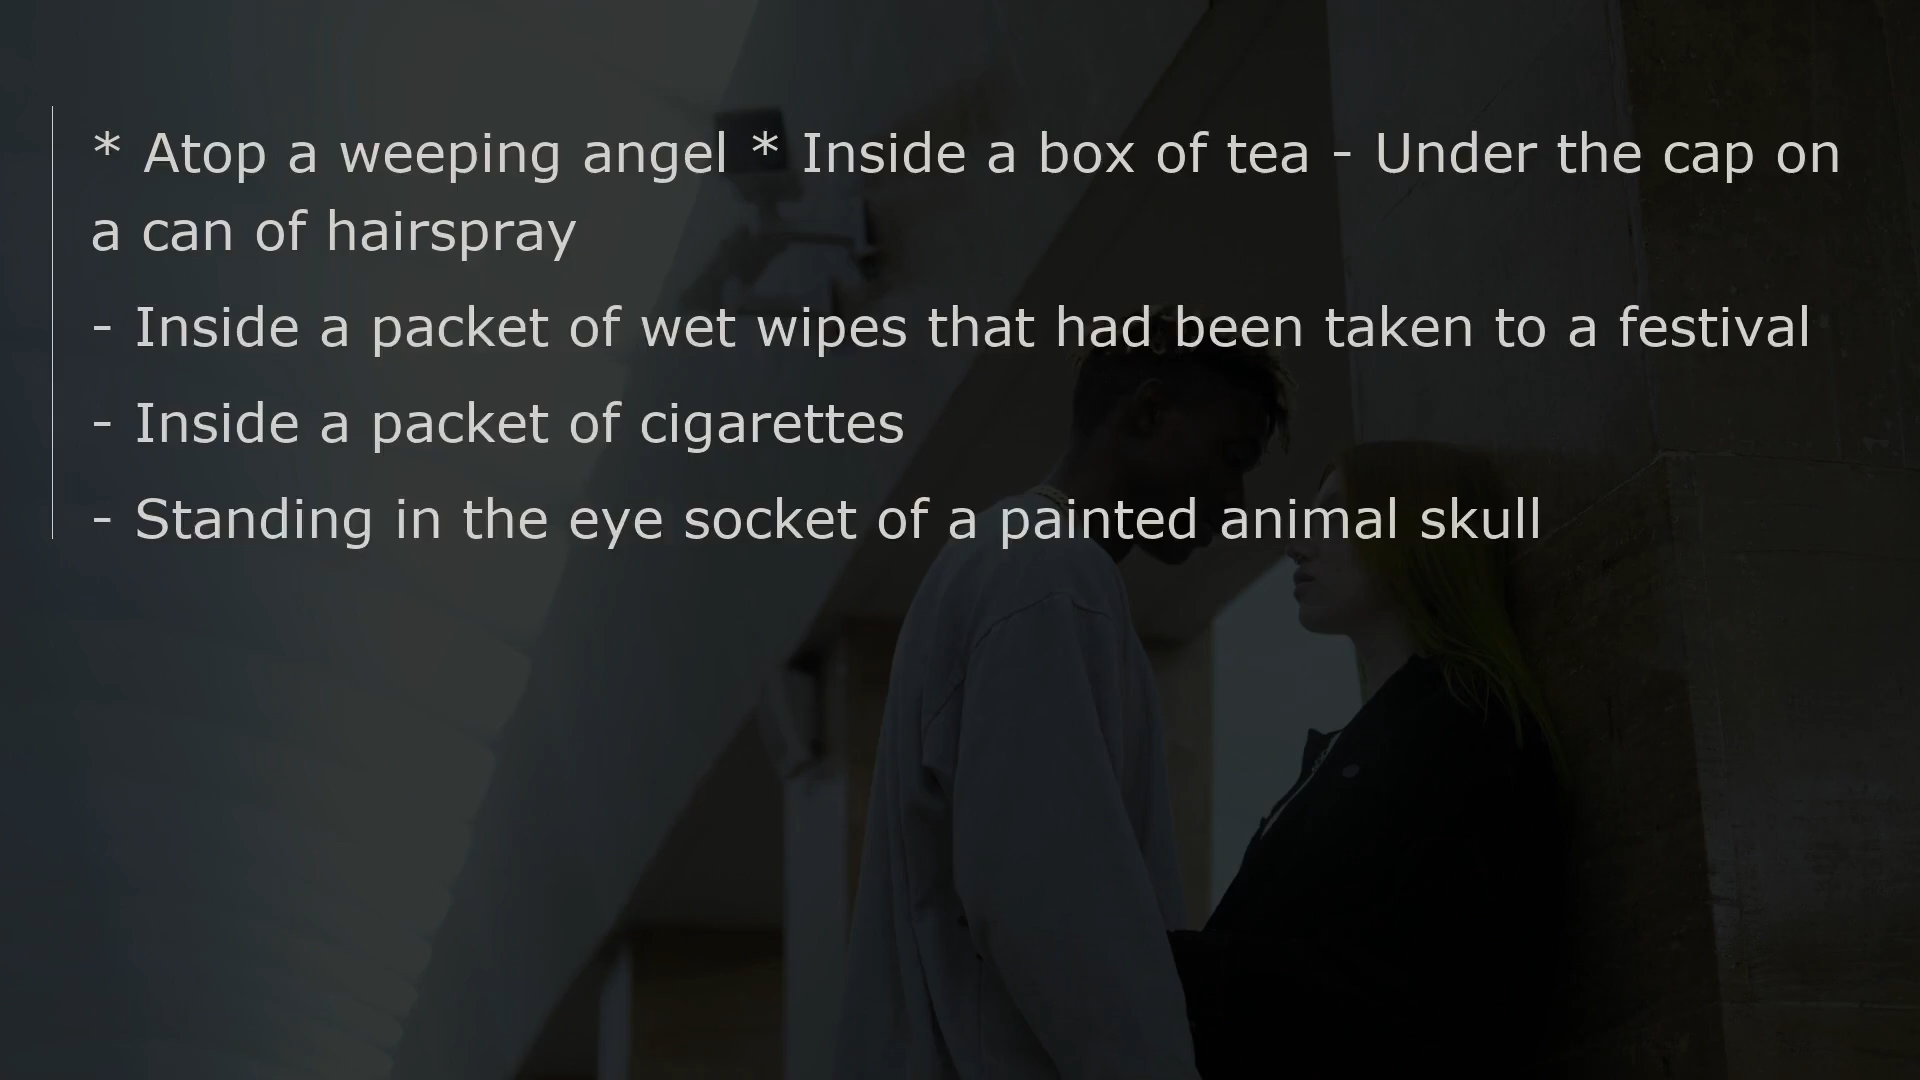 * Atop a weeping angel * Inside a box of tea - Under the cap on
a can of hairspray
- Inside a packet of wet wipes that had been taken to a festival
- Inside a packet of cigarettes
- Standing in the eye socket of a painted animal skull